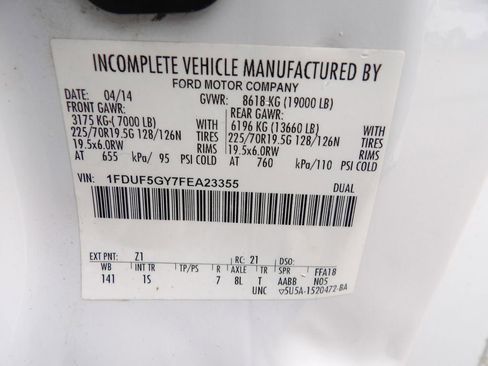 INCOMPLETE VEHICLE MANUFACTURED BY
FORD MOTOR COMPANY
DATE: 04/14 GVWR: 8618 KG (19000 LB)
FRONT GAWR: REAR GAWR:
3175 KG-( 7000 LB) WITH 6196 KG (13660 LB) WITH
225/70R19.5G 128/126N TIRES 225/70R19.5G 128/126N TIRES
19.5x6.0RW RIMS 19.5x6.0RW RIMS
AT 655 kPa/ 95 PSI COLD AT 760 kPa/110 PSI COLD
VIN: 1FDUF5GY7FEA23355 DUAL
EXT PNT: Z1 RC: 21 DSO:
WB INT TR TP/PS R AXLE TR SPR FFA18
141 1S 7 8L T AABB N05
UNC ▽5U5A-1520472-BA